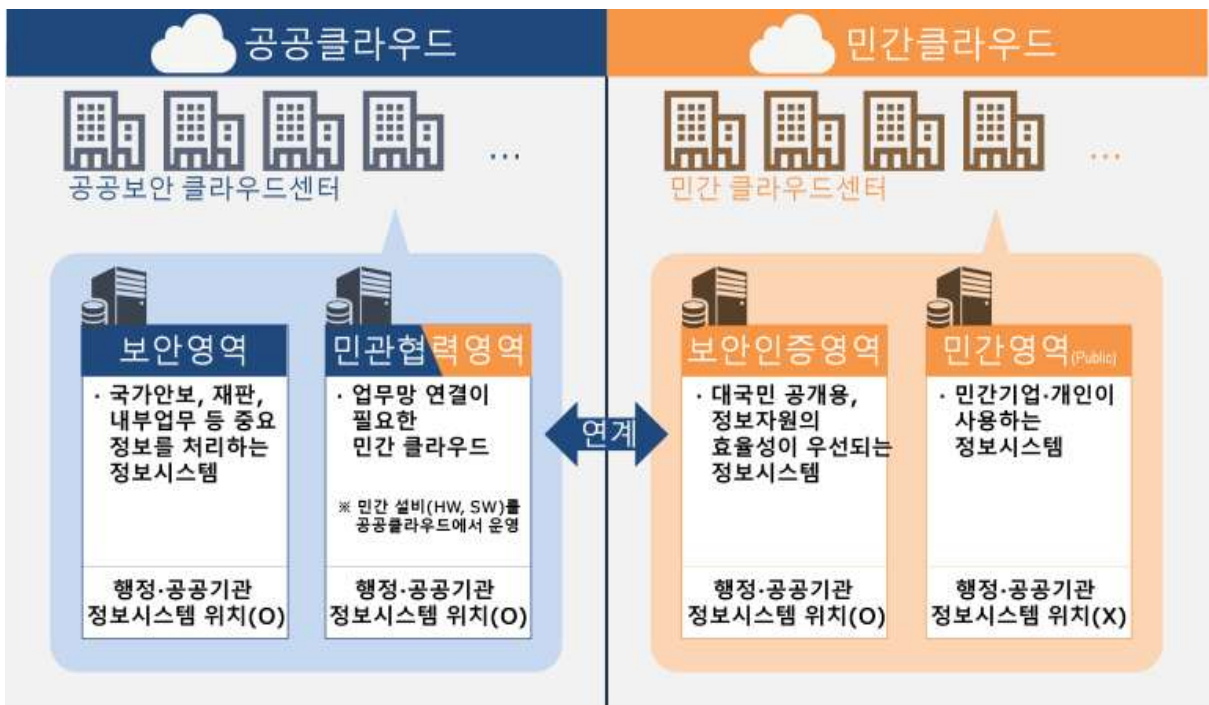 공공클라우드
민간클라우드
...
공공보안 클라우드센터
...
민간 클라우드센터
보안영역
· 국가안보, 재판,
내부업무 등 중요
정보를 처리하는
정보시스템
행정·공공기관
정보시스템 위치(O)
민관협력영역
· 업무망 연결이
필요한
민간 클라우드
※ 민간 설비(HW, SW)를
공공클라우드에서 운영
행정·공공기관
정보시스템 위치(O)
연계
보안인증영역
· 대국민 공개용,
정보자원의
효율성이 우선되는
정보시스템
행정·공공기관
정보시스템 위치(O)
민간영역(Public)
· 민간기업·개인이
사용하는
정보시스템
행정·공공기관
정보시스템 위치(X)